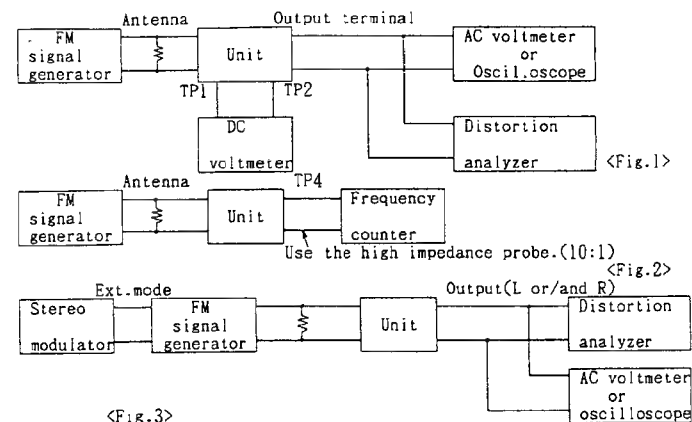 Antenna
Output terminal
FM
signal
generator
Unit
AC voltmeter
or
Oscil.oscope
TP1
TP2
DC
voltmeter
Distortion
analyzer
<Fig.1>
Antenna
TP4
FM
signal
generator
Unit
Frequency
counter
Use the high impedance probe.(10:1)
<Fig.2>
Ext.mode
Output(L or/and R)
Stereo
modulator
FM
signal
generator
Unit
Distortion
analyzer
AC voltmeter
or
oscilloscope
<Fig.3>